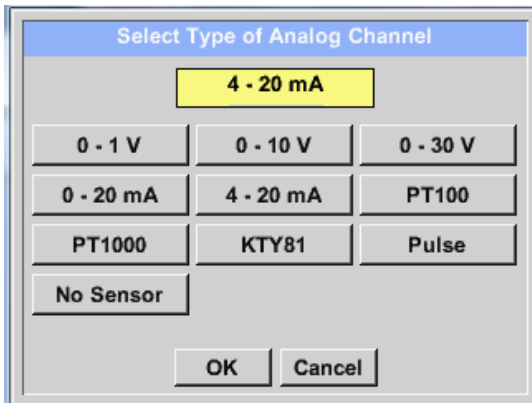 Select Type of Analog Channel
4 - 20 mA
0 - 1 V 0 - 10 V 0 - 30 V
0 - 20 mA 4 - 20 mA PT100
PT1000 KTY81 Pulse
No Sensor
OK Cancel